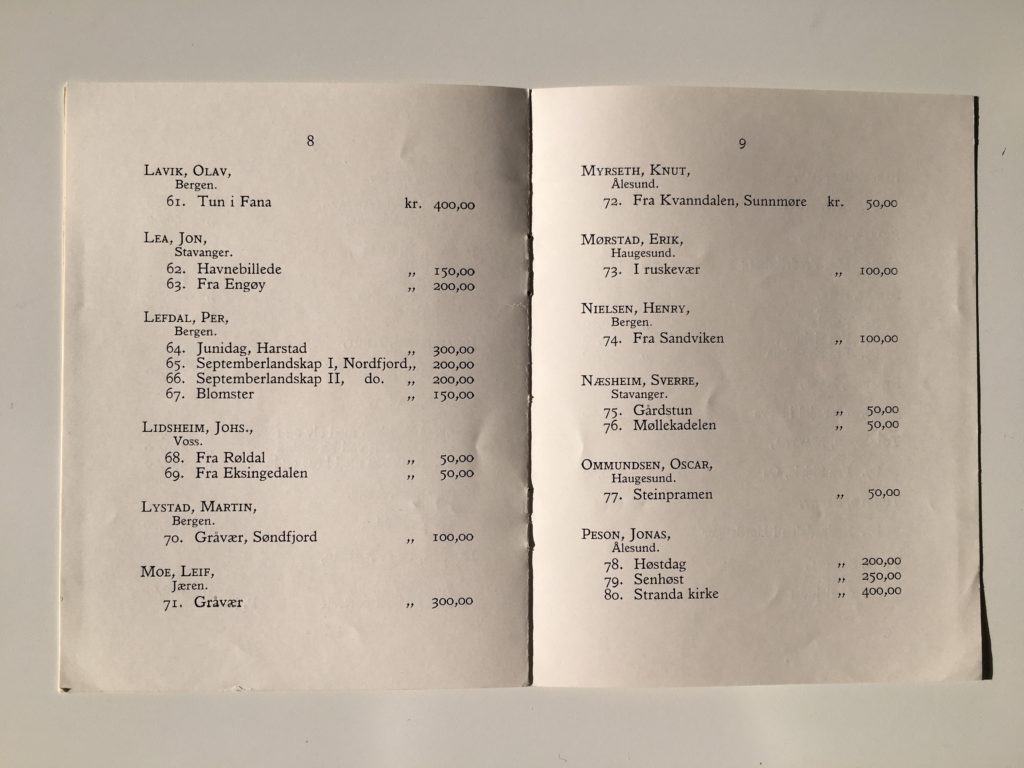 8
LAVIK, OLAV,
Bergen.
61. Tun i Fana kr. 400,00
LEA, JON,
Stavanger.
62. Havnebillede „ 150,00
63. Fra Engøy „ 200,00
LEFDAL, PER,
Bergen.
64. Junidag, Harstad „ 300,00
65. Septemberlandskap I, Nordfjord „ 200,00
66. Septemberlandskap II, do. „ 200,00
67. Blomster „ 150,00
LIDSHEIM, JOHS.,
Voss.
68. Fra Røldal „ 50,00
69. Fra Eksingedalen „ 50,00
LYSTAD, MARTIN,
Bergen.
70. Gråvær, Søndfjord „ 100,00
MOE, LEIF,
Jæren.
71. Gråvær „ 300,00
9
MYRSETH, KNUT,
Ålesund.
72. Fra Kvanndalen, Sunnmøre kr. 50,00
MØRSTAD, ERIK,
Haugesund.
73. I ruskevær „ 100,00
NIELSEN, HENRY,
Bergen.
74. Fra Sandviken „ 100,00
NÆSHEIM, SVERRE,
Stavanger.
75. Gårdstun „ 50,00
76. Møllekadelen „ 50,00
OMMUNDSEN, OSCAR,
Haugesund.
77. Steinpramen „ 50,00
PESON, JONAS,
Ålesund.
78. Høstdag „ 200,00
79. Senhøst „ 250,00
80. Stranda kirke „ 400,00